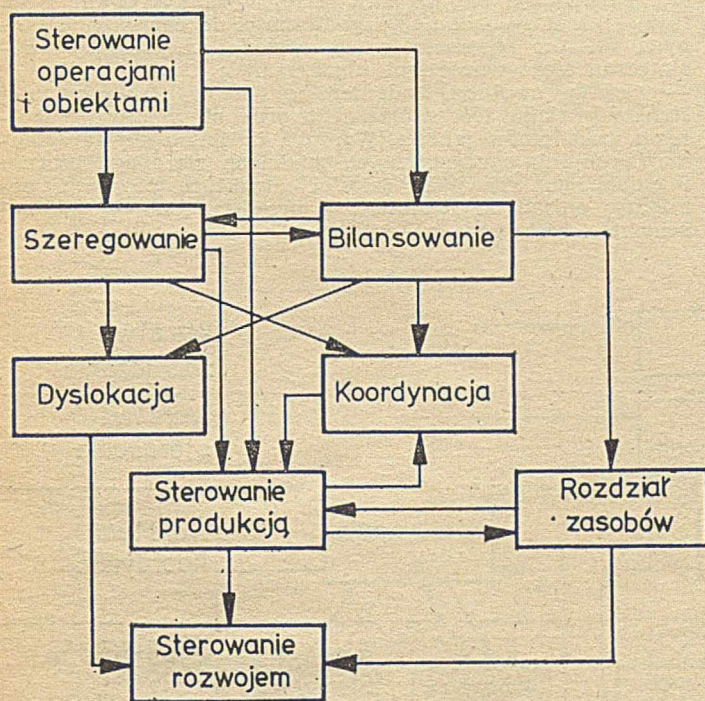 Sterowanie
operacjami
i obiektami
Szeregowanie
Bilansowanie
Dyslokacja
Koordynacja
Sterowanie
produkcją
Rozdział
zasobów
Sterowanie
rozwojem